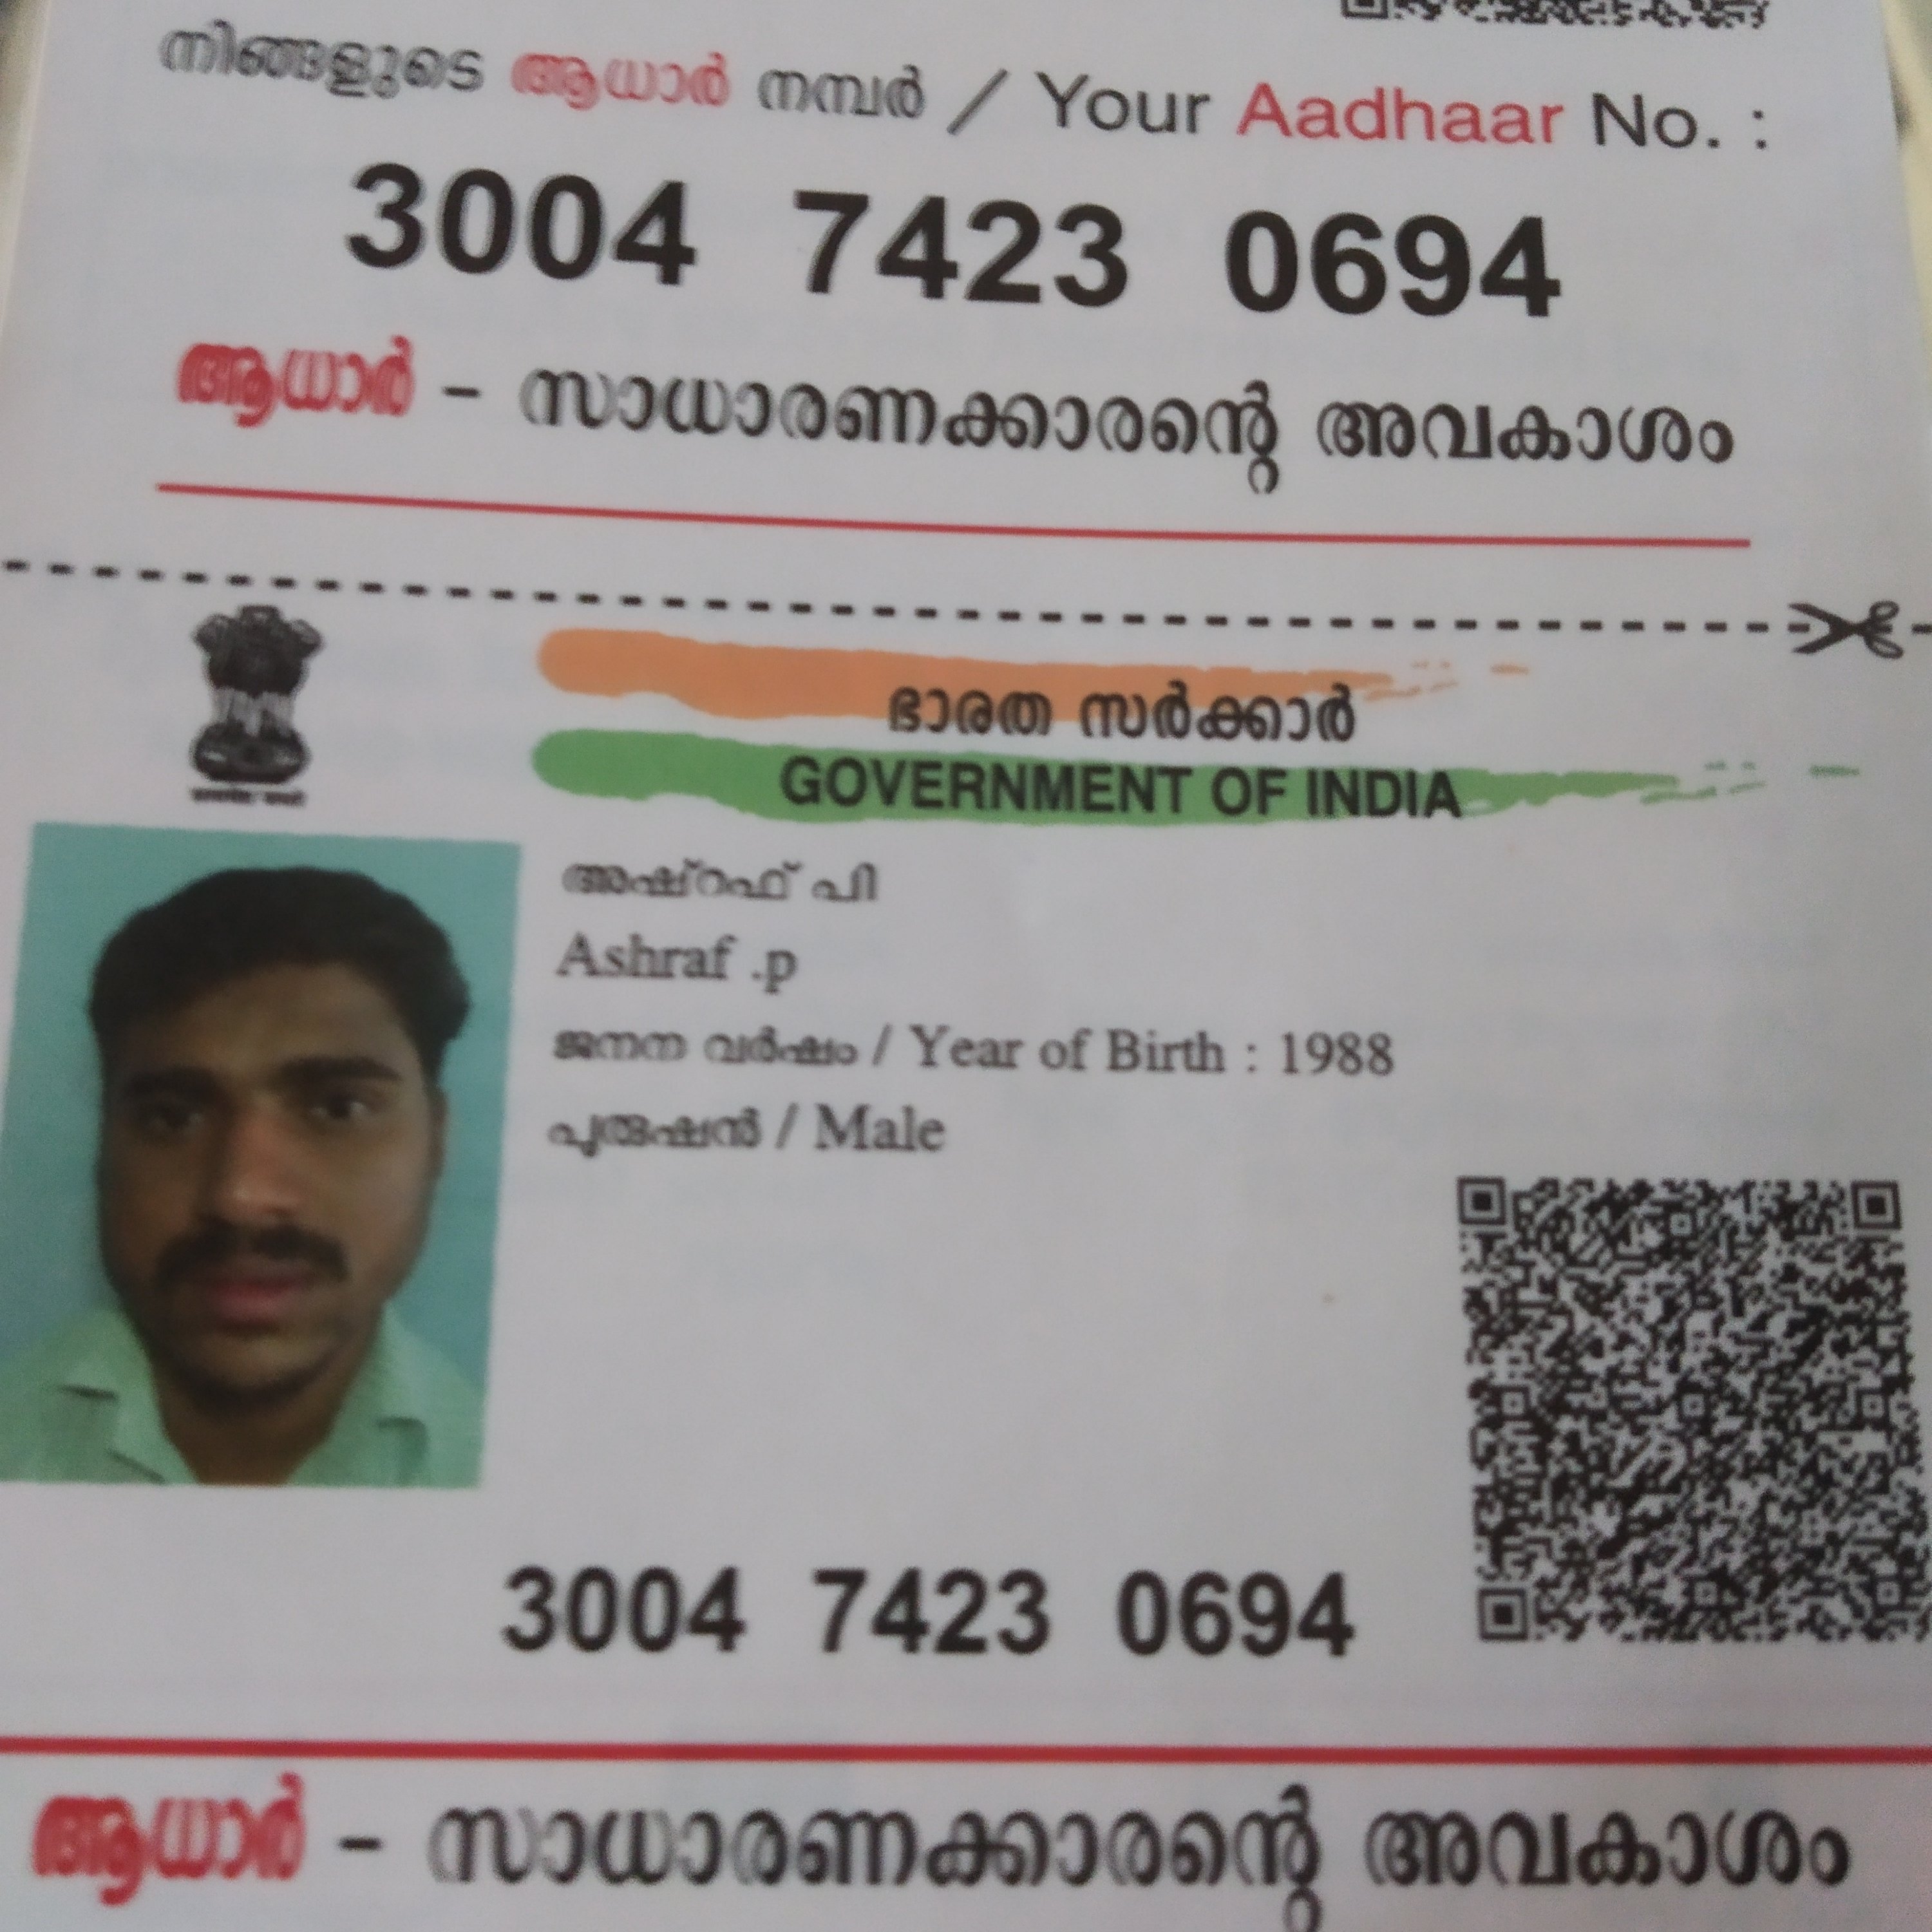 നിങ്ങളുടെ ആധാർ നമ്പർ / Your Aadhaar No. :
3004 7423 0694
ആധാർ – സാധാരണക്കാരന്റെ അവകാശം
ഭാരത സർക്കാർ
GOVERNMENT OF INDIA
അഷ്റഫ് പി
Ashraf .p
ജനന വർഷം / Year of Birth : 1988
പുരുഷൻ / Male
3004 7423 0694
ആധാർ – സാധാരണക്കാരന്റെ അവകാശം